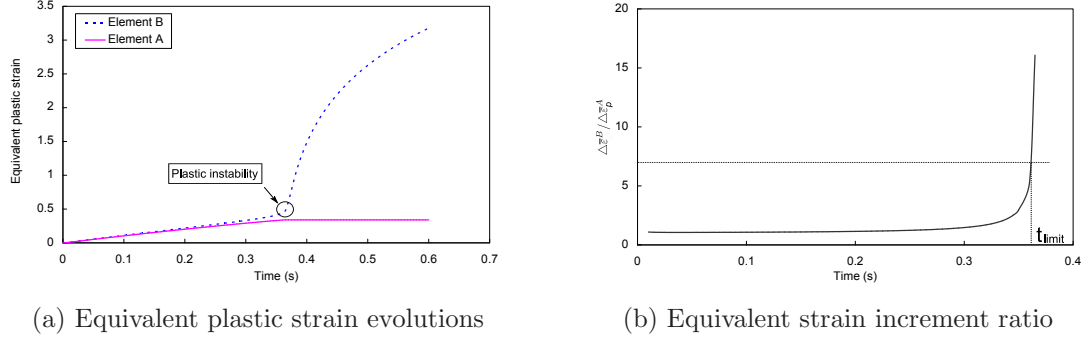 3.5
3
2.5
2
1.5
1
0.5
0
0
0.1
0.2
0.3
0.4
0.5
0.6
0.7
Equivalent plastic strain
Time (s)
Element B
Element A
Plastic instability
(a) Equivalent plastic strain evolutions
20
15
10
5
0
0
0.1
0.2
0.3
0.4
△ε̅ᴮ/△ε̅ₚᴬ
Time (s)
t_limit
(b) Equivalent strain increment ratio